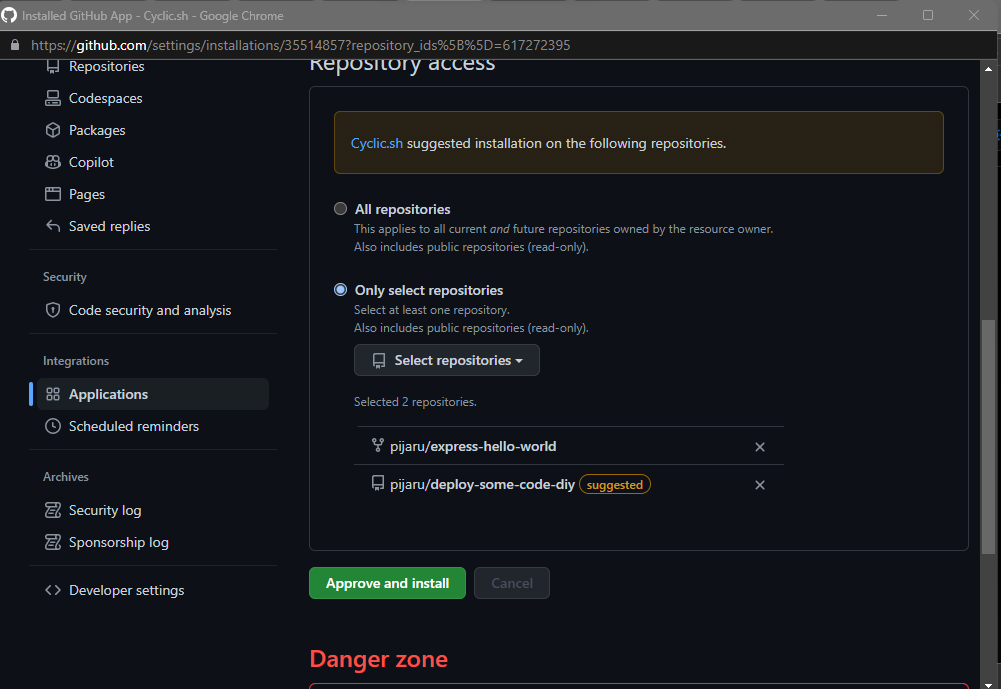 Installed GitHub App - Cyclic.sh - Google Chrome
https://github.com/settings/installations/35514857?repository_ids%5B%5D=617272395
Repositories
Codespaces
Packages
Copilot
Pages
Saved replies
Security
Code security and analysis
Integrations
Applications
Scheduled reminders
Archives
Security log
Sponsorship log
Developer settings
Repository access
Cyclic.sh suggested installation on the following repositories.
All repositories
This applies to all current and future repositories owned by the resource owner.
Also includes public repositories (read-only).
Only select repositories
Select at least one repository.
Also includes public repositories (read-only).
Select repositories
Selected 2 repositories.
pijaru/express-hello-world
pijaru/deploy-some-code-diy suggested
Approve and install Cancel
Danger zone